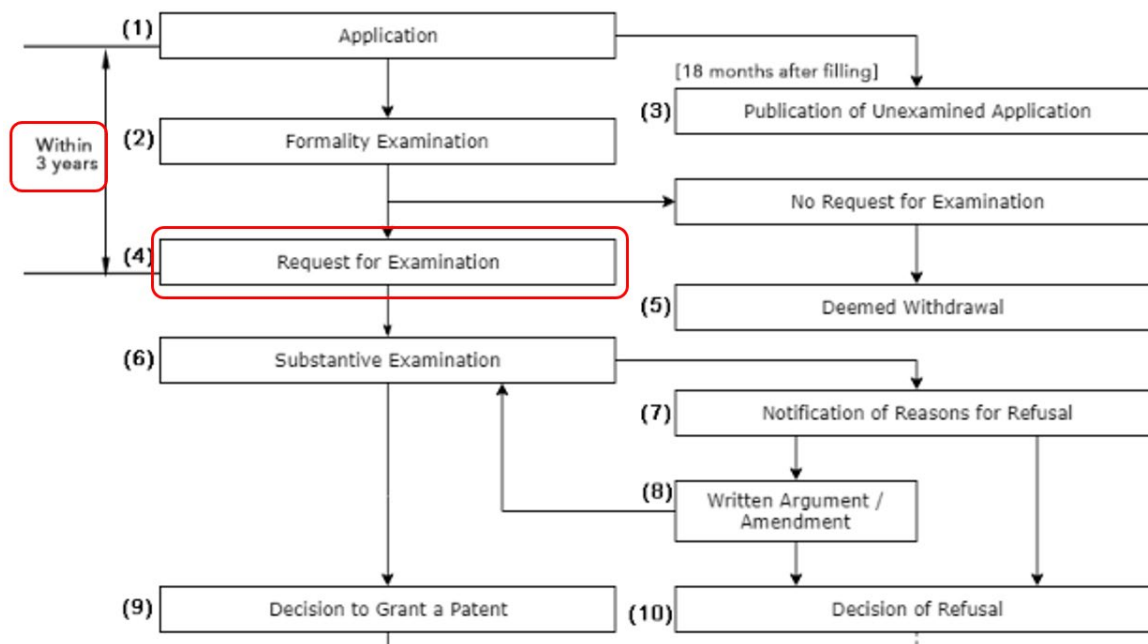 (1)
Application
[18 months after filling]
(3)
Publication of Unexamined Application
Within
3 years
(2)
Formality Examination
No Request for Examination
(4)
Request for Examination
(5)
Deemed Withdrawal
(6)
Substantive Examination
(7)
Notification of Reasons for Refusal
(8)
Written Argument /
Amendment
(9)
Decision to Grant a Patent
(10)
Decision of Refusal